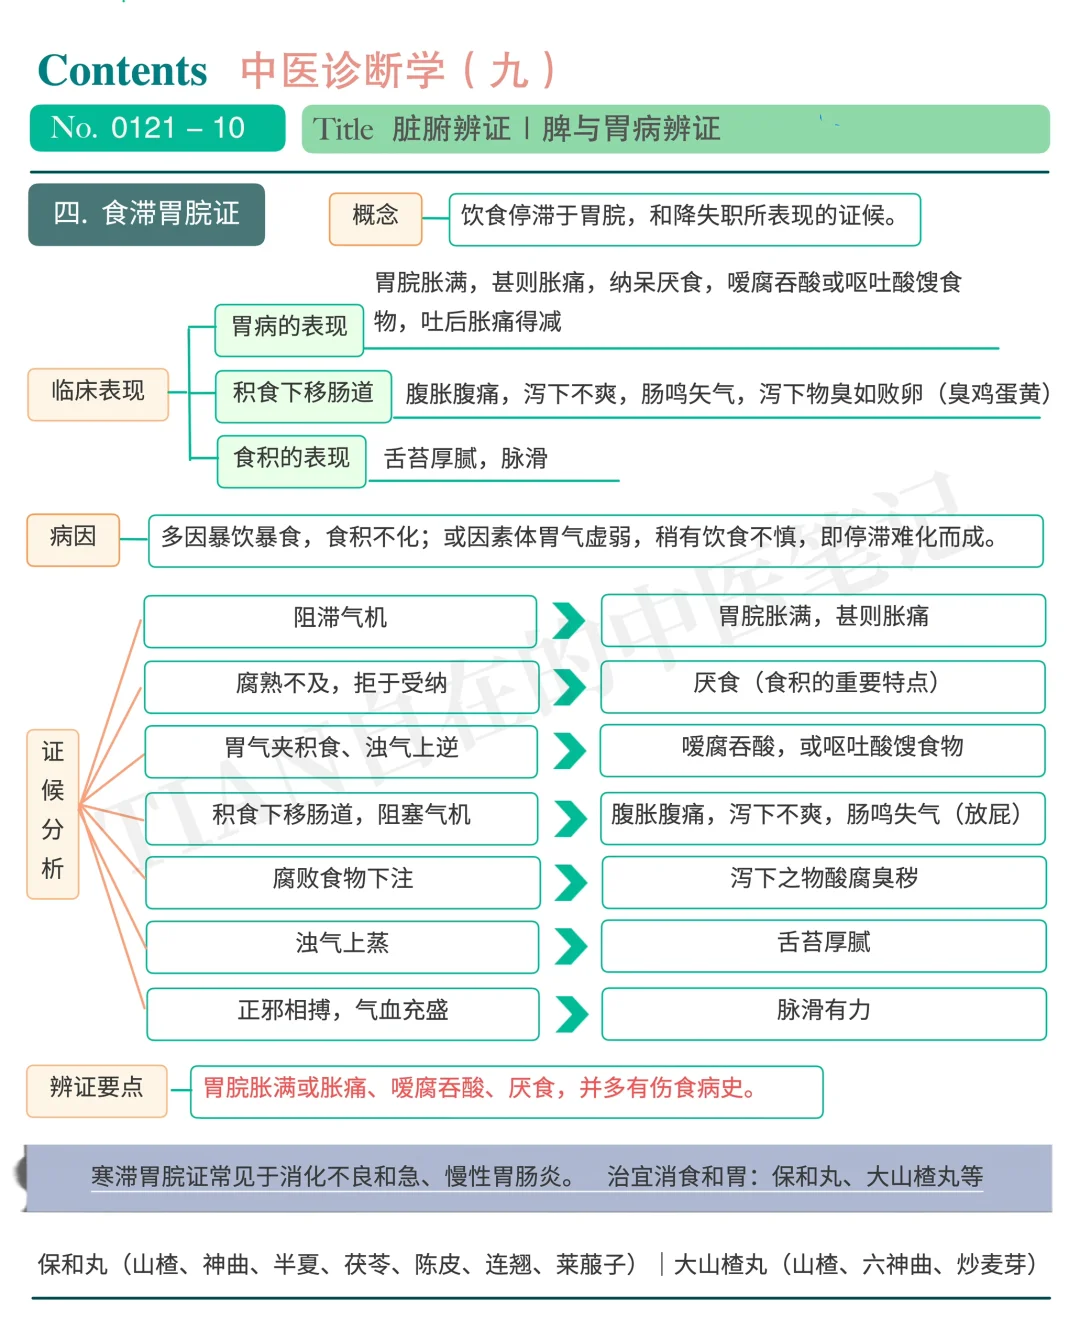 Contents 中医诊断学（九）
No. 0121 – 10
Title 脏腑辨证 | 脾与胃病辨证
四. 食滞胃脘证
概念
饮食停滞于胃脘，和降失职所表现的证候。
临床表现
胃病的表现
胃脘胀满，甚则胀痛，纳呆厌食，嗳腐吞酸或呕吐酸馊食
物，吐后胀痛得减
积食下移肠道
腹胀腹痛，泻下不爽，肠鸣矢气，泻下物臭如败卵（臭鸡蛋黄）
食积的表现
舌苔厚腻，脉滑
病因
多因暴饮暴食，食积不化；或因素体胃气虚弱，稍有饮食不慎，即停滞难化而成。
证
候
分
析
阻滞气机
胃脘胀满，甚则胀痛
腐熟不及，拒于受纳
厌食（食积的重要特点）
胃气夹积食、浊气上逆
嗳腐吞酸，或呕吐酸馊食物
积食下移肠道，阻塞气机
腹胀腹痛，泻下不爽，肠鸣失气（放屁）
腐败食物下注
泻下之物酸腐臭秽
浊气上蒸
舌苔厚腻
正邪相搏，气血充盛
脉滑有力
辨证要点
胃脘胀满或胀痛、嗳腐吞酸、厌食，并多有伤食病史。
寒滞胃脘证常见于消化不良和急、慢性胃肠炎。 治宜消食和胃：保和丸、大山楂丸等
保和丸（山楂、神曲、半夏、茯苓、陈皮、连翘、莱菔子）｜大山楂丸（山楂、六神曲、炒麦芽）
TIAN自在的中医笔记